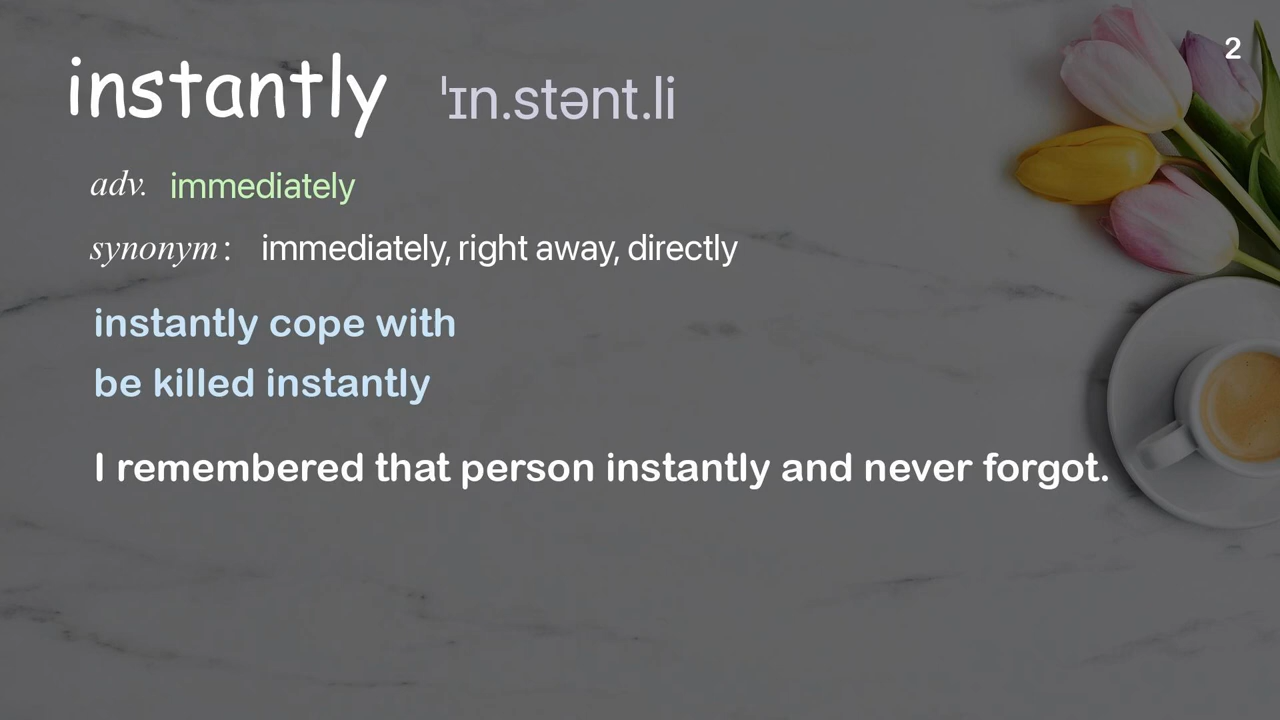 2
instantly ˈɪn.stənt.li
adv. immediately
synonym: immediately, right away, directly
instantly cope with
be killed instantly
I remembered that person instantly and never forgot.